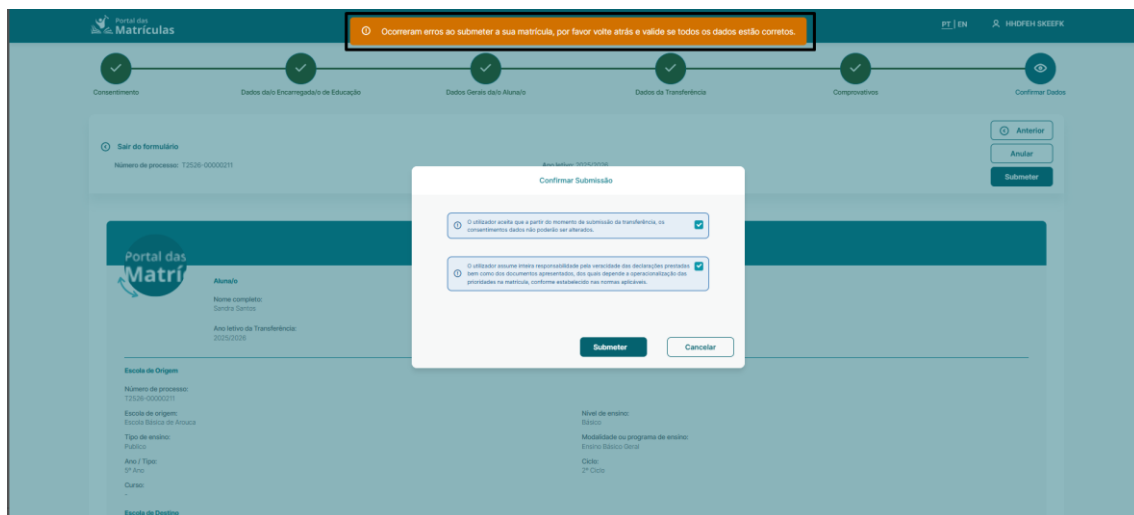 Portal das
Matrículas
Ocorreram erros ao submeter a sua matrícula, por favor volte atrás e valide se todos os dados estão corretos.
PT | EN
HHDFEH SKEEFK
Consentimento
Dados da/o Encarregada/o de Educação
Dados Gerais da/o Aluna/o
Dados da Transferência
Comprovativos
Confirmar Dados
Anterior
Sair do formulário
Anular
Número de processo: T2526-00000211
Ano letivo: 2025/2026
Submeter
Confirmar Submissão
O utilizador aceita que a partir do momento de submissão da transferência, os
consentimentos dados não poderão ser alterados.
O utilizador assume inteira responsabilidade pela veracidade das declarações prestadas
bem como dos documentos apresentados, dos quais depende a operacionalização das
prioridades na matrícula, conforme estabelecido nas normas aplicáveis.
Submeter
Cancelar
Portal das
Matrí
Aluna/o
Nome completo:
Sandra Santos
Ano letivo da Transferência:
2025/2026
Escola de Origem
Número de processo:
T2526-00000211
Escola de origem:
Escola Básica de Arouca
Nível de ensino:
Básico
Tipo de ensino:
Público
Modalidade ou programa de ensino:
Ensino Básico Geral
Ano / Tipo:
5º Ano
Ciclo:
2º Ciclo
Curso:
-
Escola de Destino